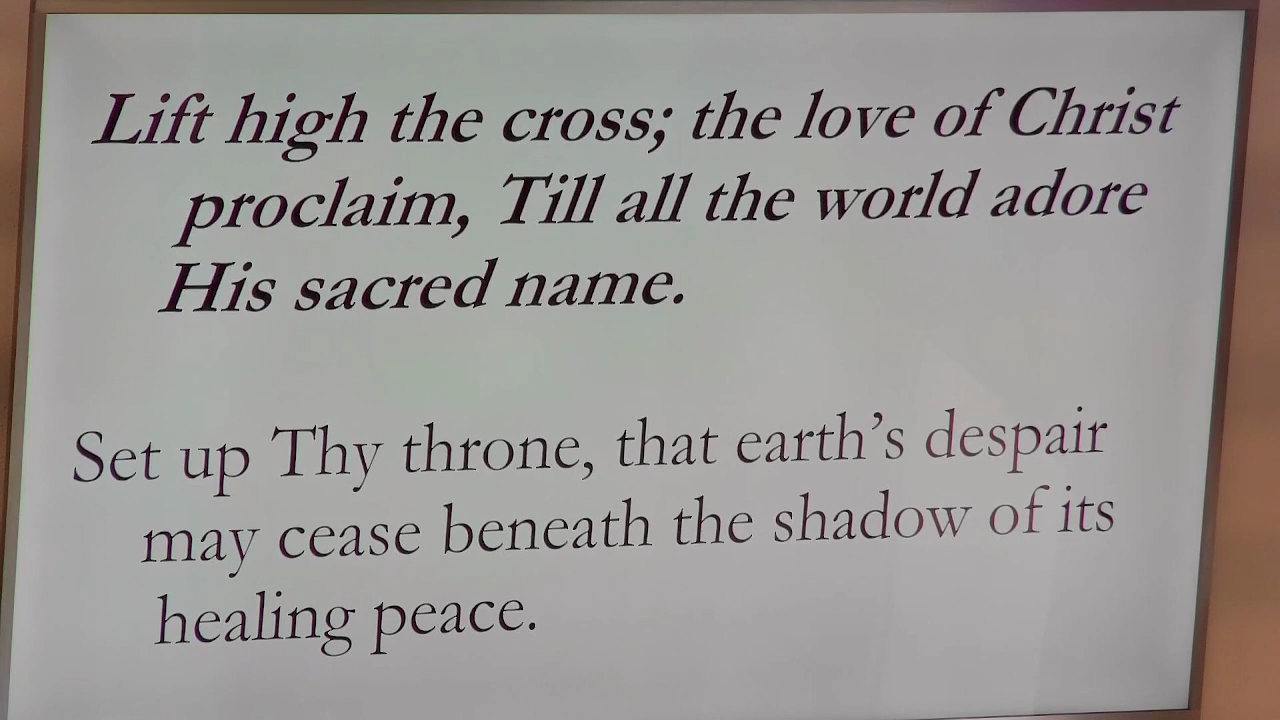 Lift high the cross; the love of Christ
proclaim, Till all the world adore
His sacred name.
Set up Thy throne, that earth’s despair
may cease beneath the shadow of its
healing peace.